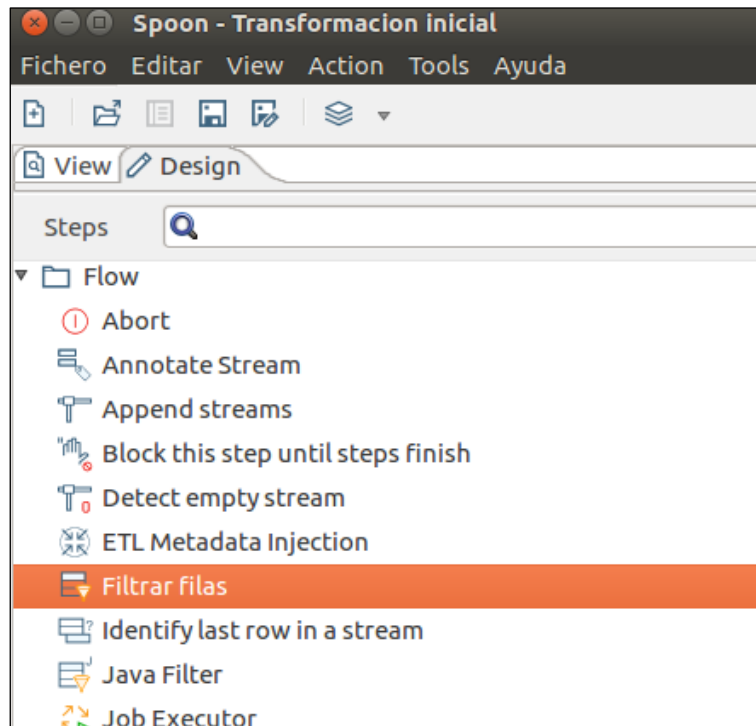 Spoon - Transformacion inicial
Fichero Editar View Action Tools Ayuda
View Design
Steps
Flow
Abort
Annotate Stream
Append streams
Block this step until steps finish
Detect empty stream
ETL Metadata Injection
Filtrar filas
Identify last row in a stream
Java Filter
Job Executor